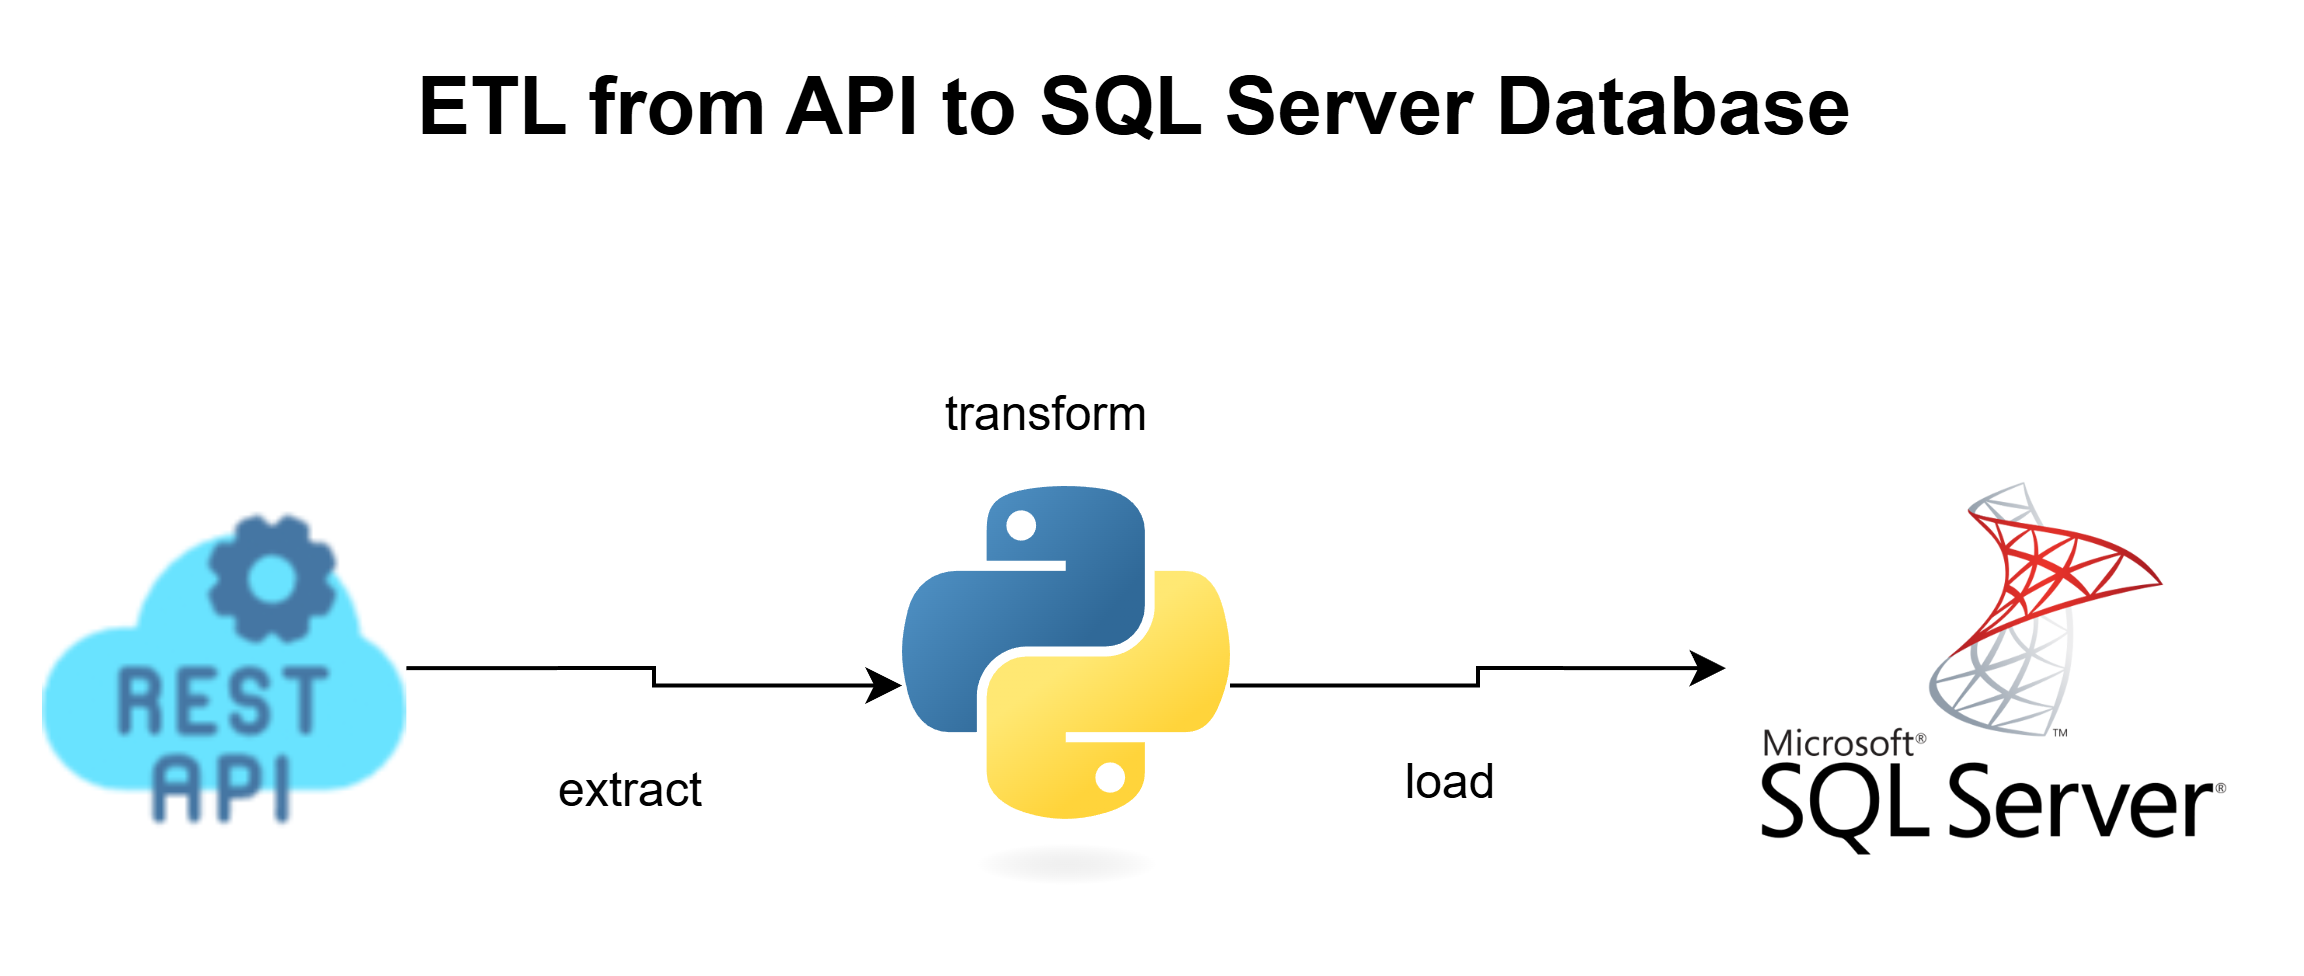 ETL from API to SQL Server Database
transform
REST
API
extract
load
Microsoft®
SQL Server®
™